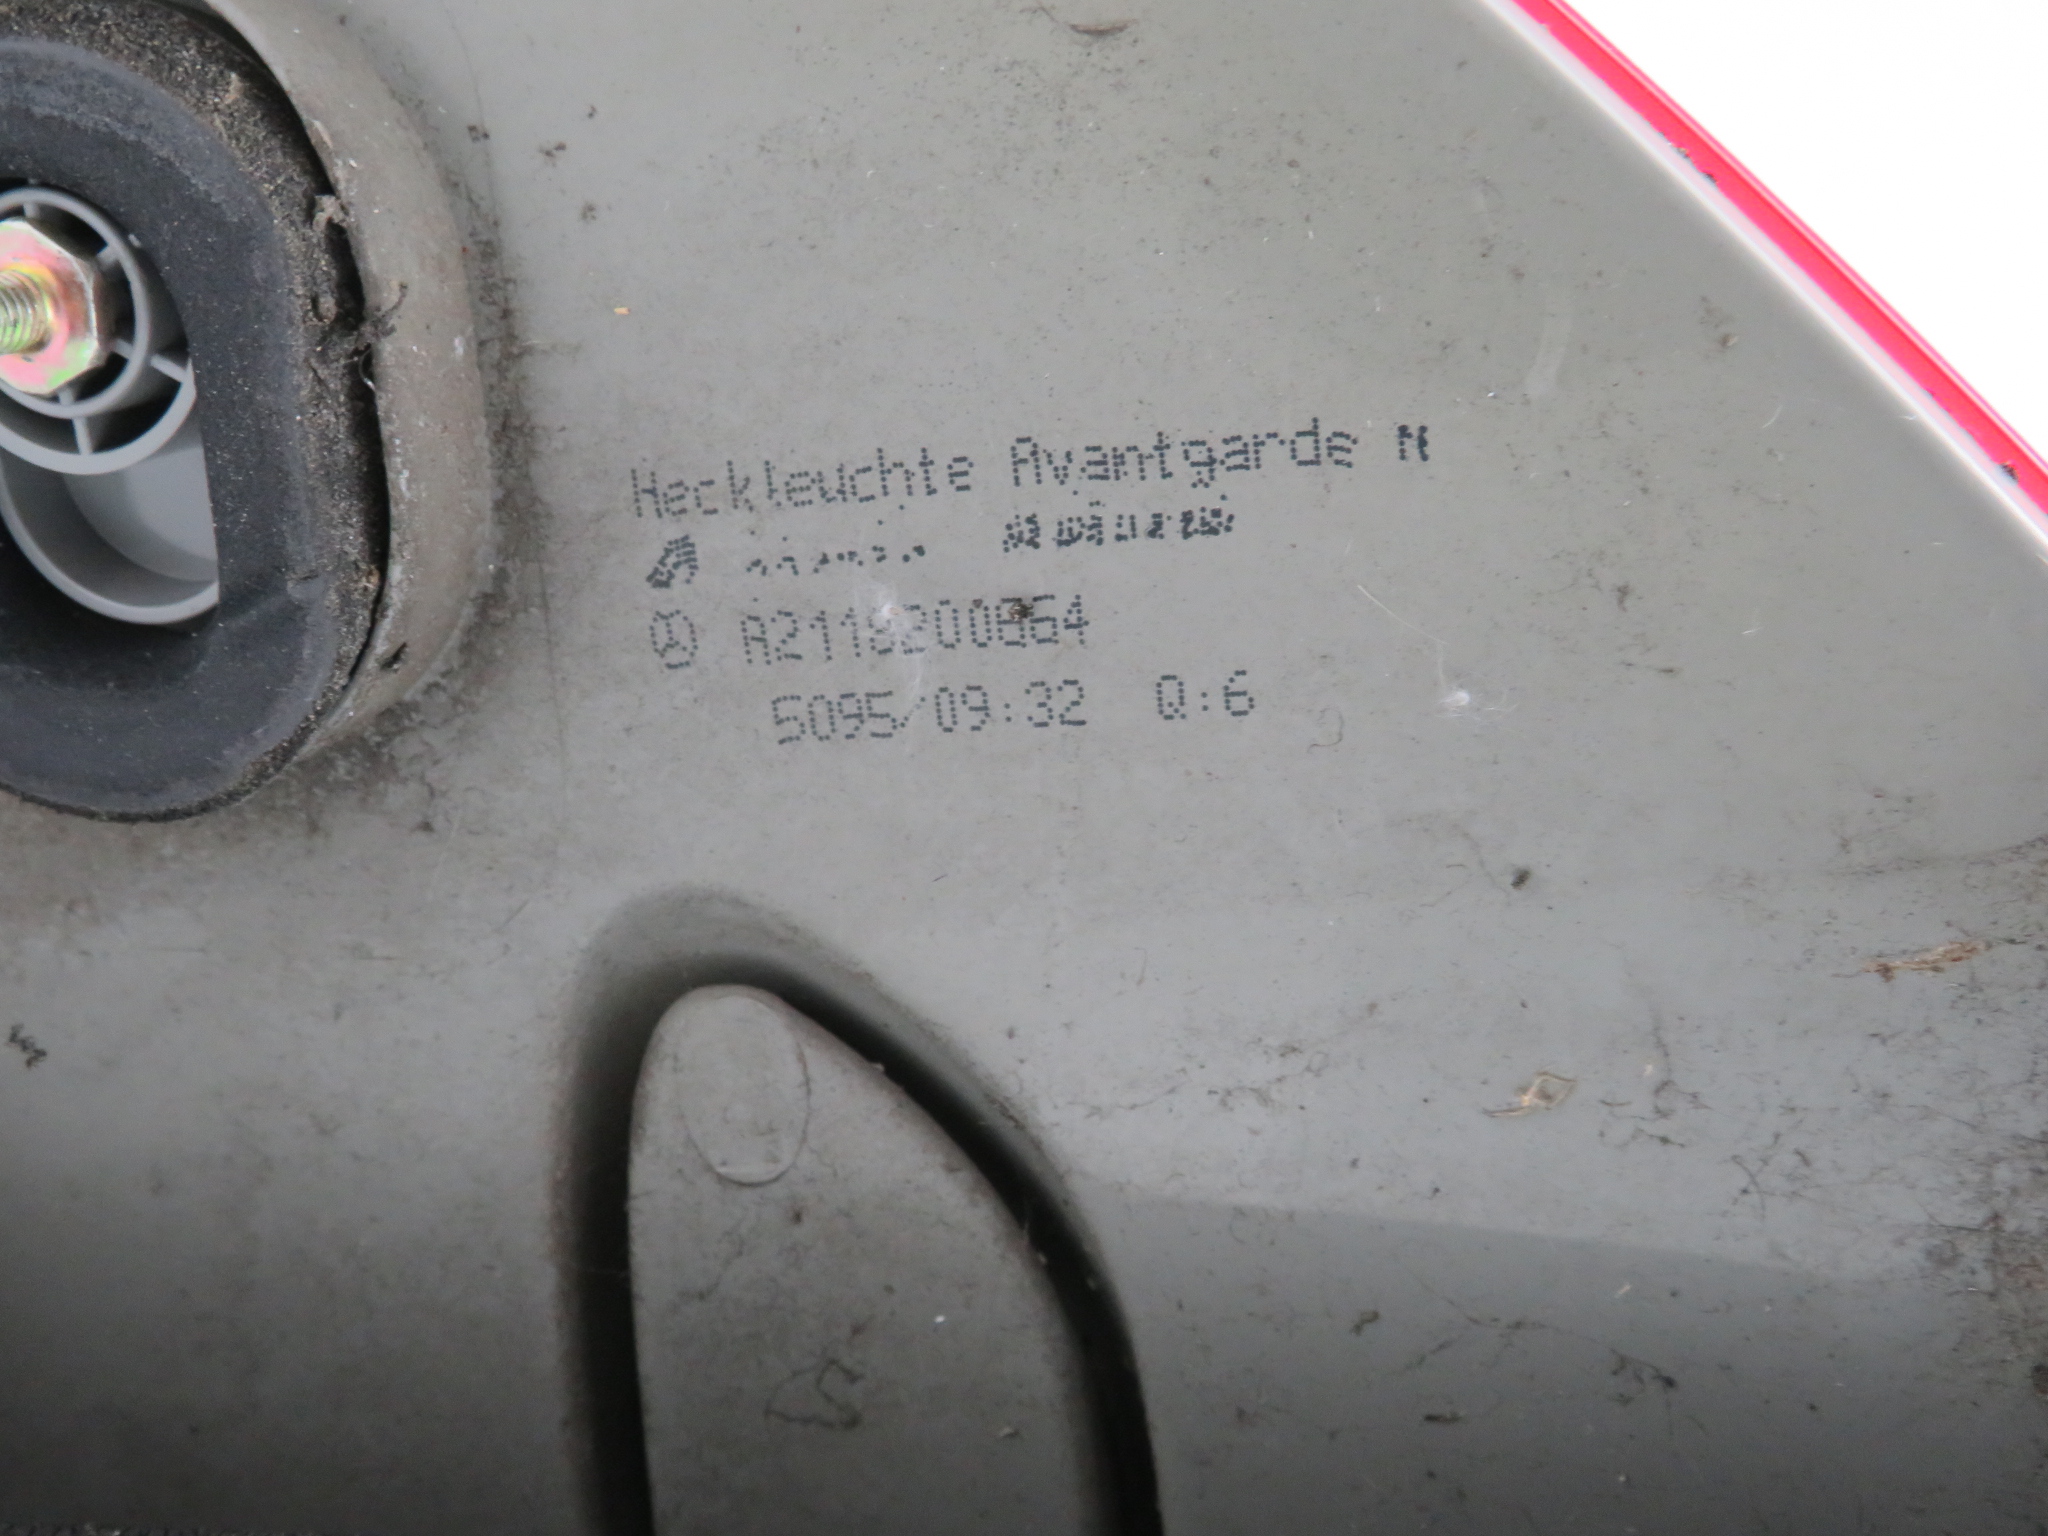 Heckleuchte Avantgarde N
A2118200864
5095/09:32 Q:6